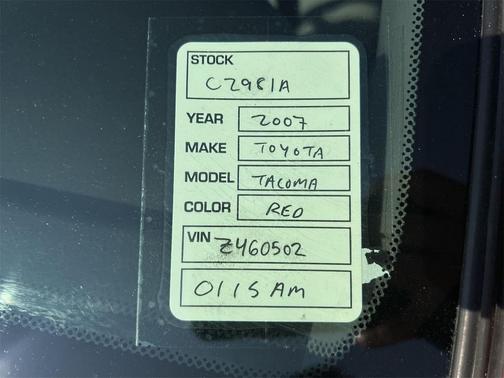 STOCK
C2981A
YEAR 2007
MAKE TOYOTA
MODEL TACOMA
COLOR RED
VIN Z460502
0115 AM